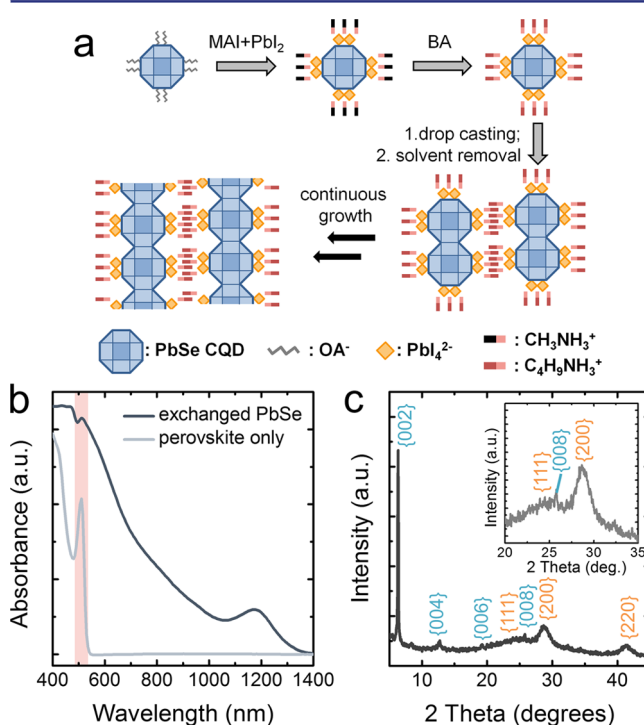 a
MAI+PbI₂
BA
1.drop casting;
2. solvent removal
continuous
growth
: PbSe CQD
: OA⁻
: PbI₄²⁻
: CH₃NH₃⁺
: C₄H₉NH₃⁺
b
exchanged PbSe
perovskite only
Absorbance (a.u.)
400 600 800 1000 1200 1400
Wavelength (nm)
c
{002}
{004}
{006}
{111}
{008}
{200}
{220}
Intensity (a.u.)
10 20 30 40
2 Theta (degrees)
{111}
{008}
{200}
Intensity (a.u.)
20 25 30 35
2 Theta (deg.)